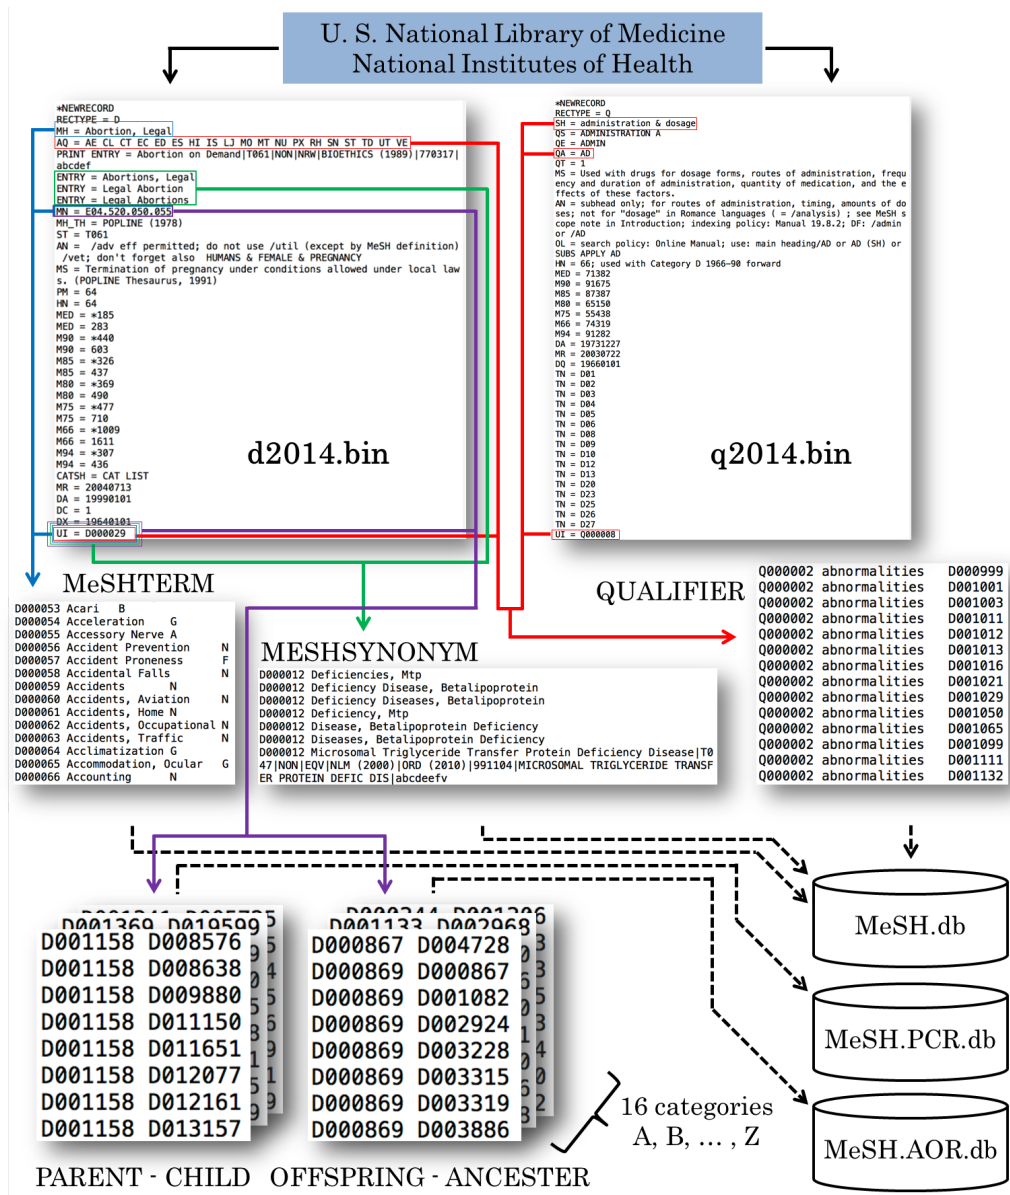 U. S. National Library of Medicine
National Institutes of Health
*NEWRECORD
RECTYPE = D
MH = Abortion, Legal
AQ = AE CL CT EC ED ES HI IS LJ MO MT NU PX RH SN ST TD UT VE
PRINT ENTRY = Abortion on Demand|T061|NON|NRW|BIOETHICS (1989)|770317|
abcdef
ENTRY = Abortions, Legal
ENTRY = Legal Abortion
ENTRY = Legal Abortions
MN = E04.520.050.055
MH_TH = POPLINE (1978)
ST = T061
AN =  /adv eff permitted; do not use /util (except by MeSH definition)
/vet; don't forget also  HUMANS & FEMALE & PREGNANCY
MS = Termination of pregnancy under conditions allowed under local law
s. (POPLINE Thesaurus, 1991)
PM = 64
HN = 64
MED = *185
MED = 283
M90 = *440
M90 = 603
M85 = *326
M85 = 437
M80 = *369
M80 = 490
M75 = *477
M75 = 710
M66 = *1009
M66 = 1611
M94 = *307
M94 = 436
CATSH = CAT LIST
MR = 20040713
DA = 19990101
DC = 1
DX = 19640101
UI = D000029
d2014.bin
*NEWRECORD
RECTYPE = Q
SH = administration & dosage
QS = ADMINISTRATION A
QE = ADMIN
QA = AD
QT = 1
MS = Used with drugs for dosage forms, routes of administration, frequ
ency and duration of administration, quantity of medication, and the e
ffects of these factors.
AN = subhead only; for routes of administration, timing, amounts of do
ses; not for "dosage" in Romance languages ( = /analysis) ; see MeSH s
cope note in Introduction; indexing policy: Manual 19.8.2; DF: /admin
or /AD
OL = search policy: Online Manual; use: main heading/AD or AD (SH) or
SUBS APPLY AD
HN = 66; used with Category D 1966-90 forward
MED = 71382
M90 = 91675
M85 = 87387
M80 = 65150
M75 = 55438
M66 = 74319
M94 = 91282
DA = 19731227
MR = 20030722
DQ = 19660101
TN = D01
TN = D02
TN = D03
TN = D04
TN = D05
TN = D06
TN = D08
TN = D09
TN = D10
TN = D12
TN = D13
TN = D20
TN = D23
TN = D25
TN = D26
TN = D27
UI = Q000008
q2014.bin
MeSHTERM
D000053 Acari   B
D000054 Acceleration   G
D000055 Accessory Nerve A
D000056 Accident Prevention   N
D000057 Accident Proneness   F
D000058 Accidental Falls   N
D000059 Accidents   N
D000060 Accidents, Aviation   N
D000061 Accidents, Home N
D000062 Accidents, Occupational N
D000063 Accidents, Traffic   N
D000064 Acclimatization G
D000065 Accommodation, Ocular   G
D000066 Accounting   N
MESHSYNONYM
D000012 Deficiencies, Mtp
D000012 Deficiency Disease, Betalipoprotein
D000012 Deficiency Diseases, Betalipoprotein
D000012 Deficiency, Mtp
D000012 Disease, Betalipoprotein Deficiency
D000012 Diseases, Betalipoprotein Deficiency
D000012 Microsomal Triglyceride Transfer Protein Deficiency Disease|T0
47|NON|EQV|NLM (2000)|ORD (2010)|991104|MICROSOMAL TRIGLYCERIDE TRANSF
ER PROTEIN DEFIC DIS|abcdeefv
QUALIFIER
Q000002 abnormalities   D000999
Q000002 abnormalities   D001001
Q000002 abnormalities   D001003
Q000002 abnormalities   D001011
Q000002 abnormalities   D001012
Q000002 abnormalities   D001013
Q000002 abnormalities   D001016
Q000002 abnormalities   D001021
Q000002 abnormalities   D001029
Q000002 abnormalities   D001050
Q000002 abnormalities   D001065
Q000002 abnormalities   D001099
Q000002 abnormalities   D001111
Q000002 abnormalities   D001132
D001369 D019599
D001158 D008576
D001158 D008638
D001158 D009880
D001158 D011150
D001158 D011651
D001158 D012077
D001158 D012161
D001158 D013157
PARENT - CHILD
D001133 D002968
D000867 D004728
D000869 D000867
D000869 D001082
D000869 D002924
D000869 D003228
D000869 D003315
D000869 D003319
D000869 D003886
OFFSPRING - ANCESTER
16 categories
A, B, ... , Z
MeSH.db
MeSH.PCR.db
MeSH.AOR.db